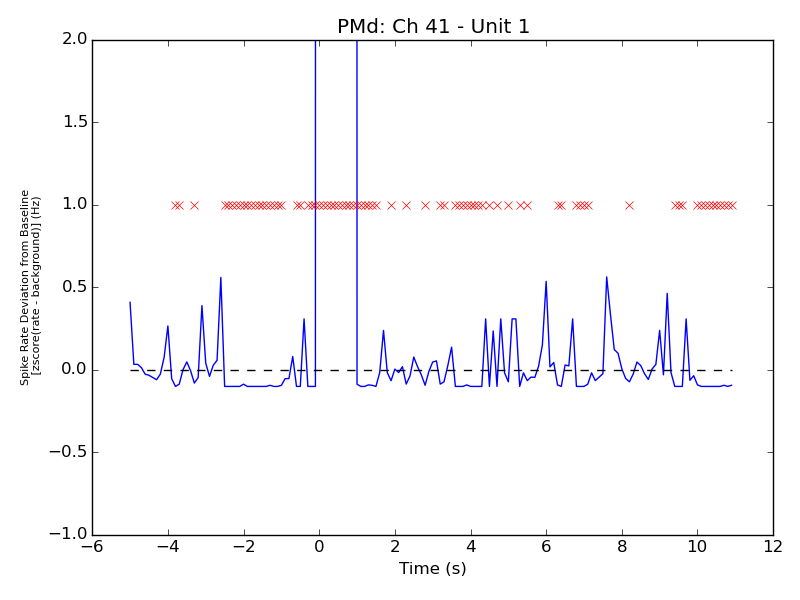 PMd: Ch 41 - Unit 1
2.0
1.5
1.0
0.5
0.0
−0.5
−1.0
Spike Rate Deviation from Baseline
[zscore(rate - background)] (Hz)
−6 −4 −2 0 2 4 6 8 10 12
Time (s)